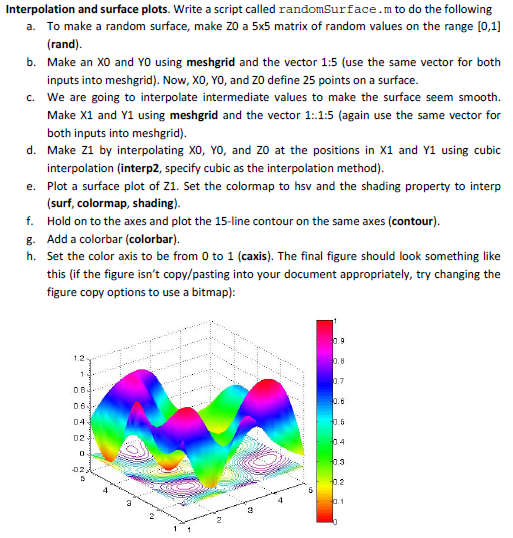 Interpolation and surface plots. Write a script called randomSurface.m to do the following
a. To make a random surface, make Z0 a 5x5 matrix of random values on the range [0,1]
(rand).
b. Make an X0 and Y0 using meshgrid and the vector 1:5 (use the same vector for both
inputs into meshgrid). Now, X0, Y0, and Z0 define 25 points on a surface.
c. We are going to interpolate intermediate values to make the surface seem smooth.
Make X1 and Y1 using meshgrid and the vector 1:.1:5 (again use the same vector for
both inputs into meshgrid).
d. Make Z1 by interpolating X0, Y0, and Z0 at the positions in X1 and Y1 using cubic
interpolation (interp2, specify cubic as the interpolation method).
e. Plot a surface plot of Z1. Set the colormap to hsv and the shading property to interp
(surf, colormap, shading).
f. Hold on to the axes and plot the 15-line contour on the same axes (contour).
g. Add a colorbar (colorbar).
h. Set the color axis to be from 0 to 1 (caxis). The final figure should look something like
this (if the figure isn't copy/pasting into your document appropriately, try changing the
figure copy options to use a bitmap):
1.2
1
0.8
0.6
0.4
0.2
0
-0.2
5
4
3
2
1
1
2
3
4
5
1
0.9
0.8
0.7
0.6
0.5
0.4
0.3
0.2
0.1
0